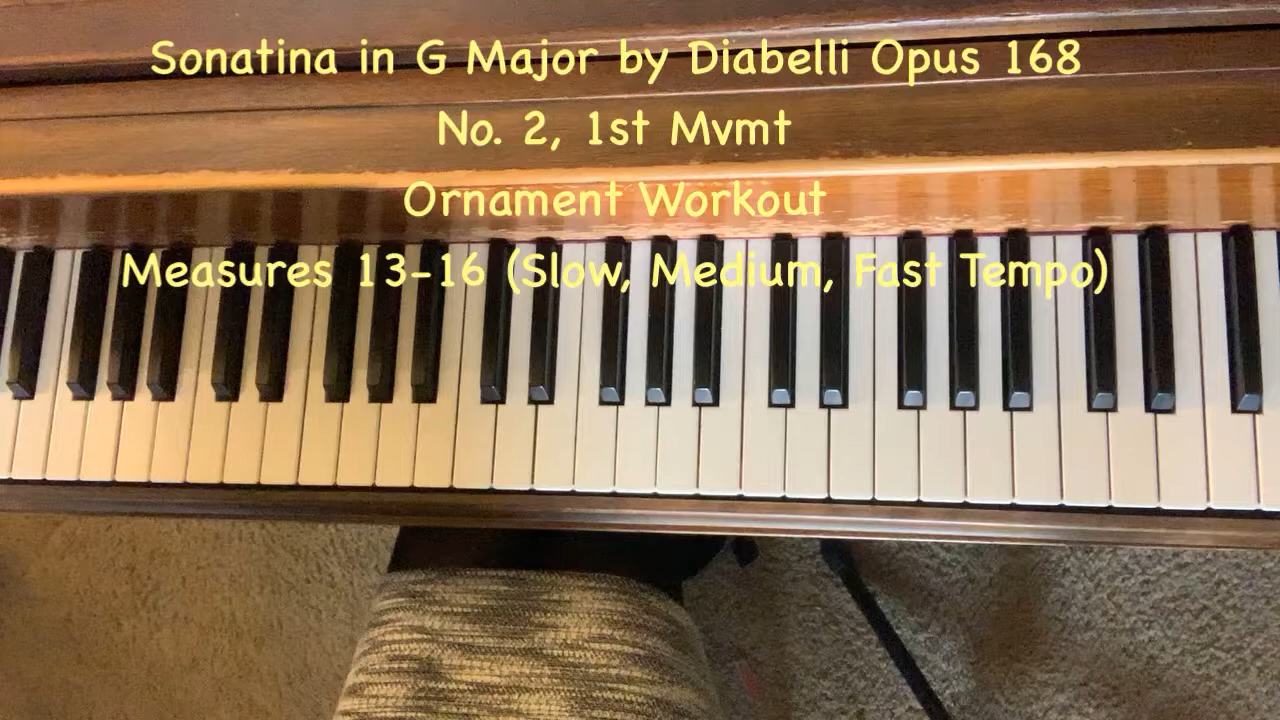 Sonatina in G Major by Diabelli Opus 168
No. 2, 1st Mvmt
Ornament Workout
Measures 13-16 (Slow, Medium, Fast Tempo)